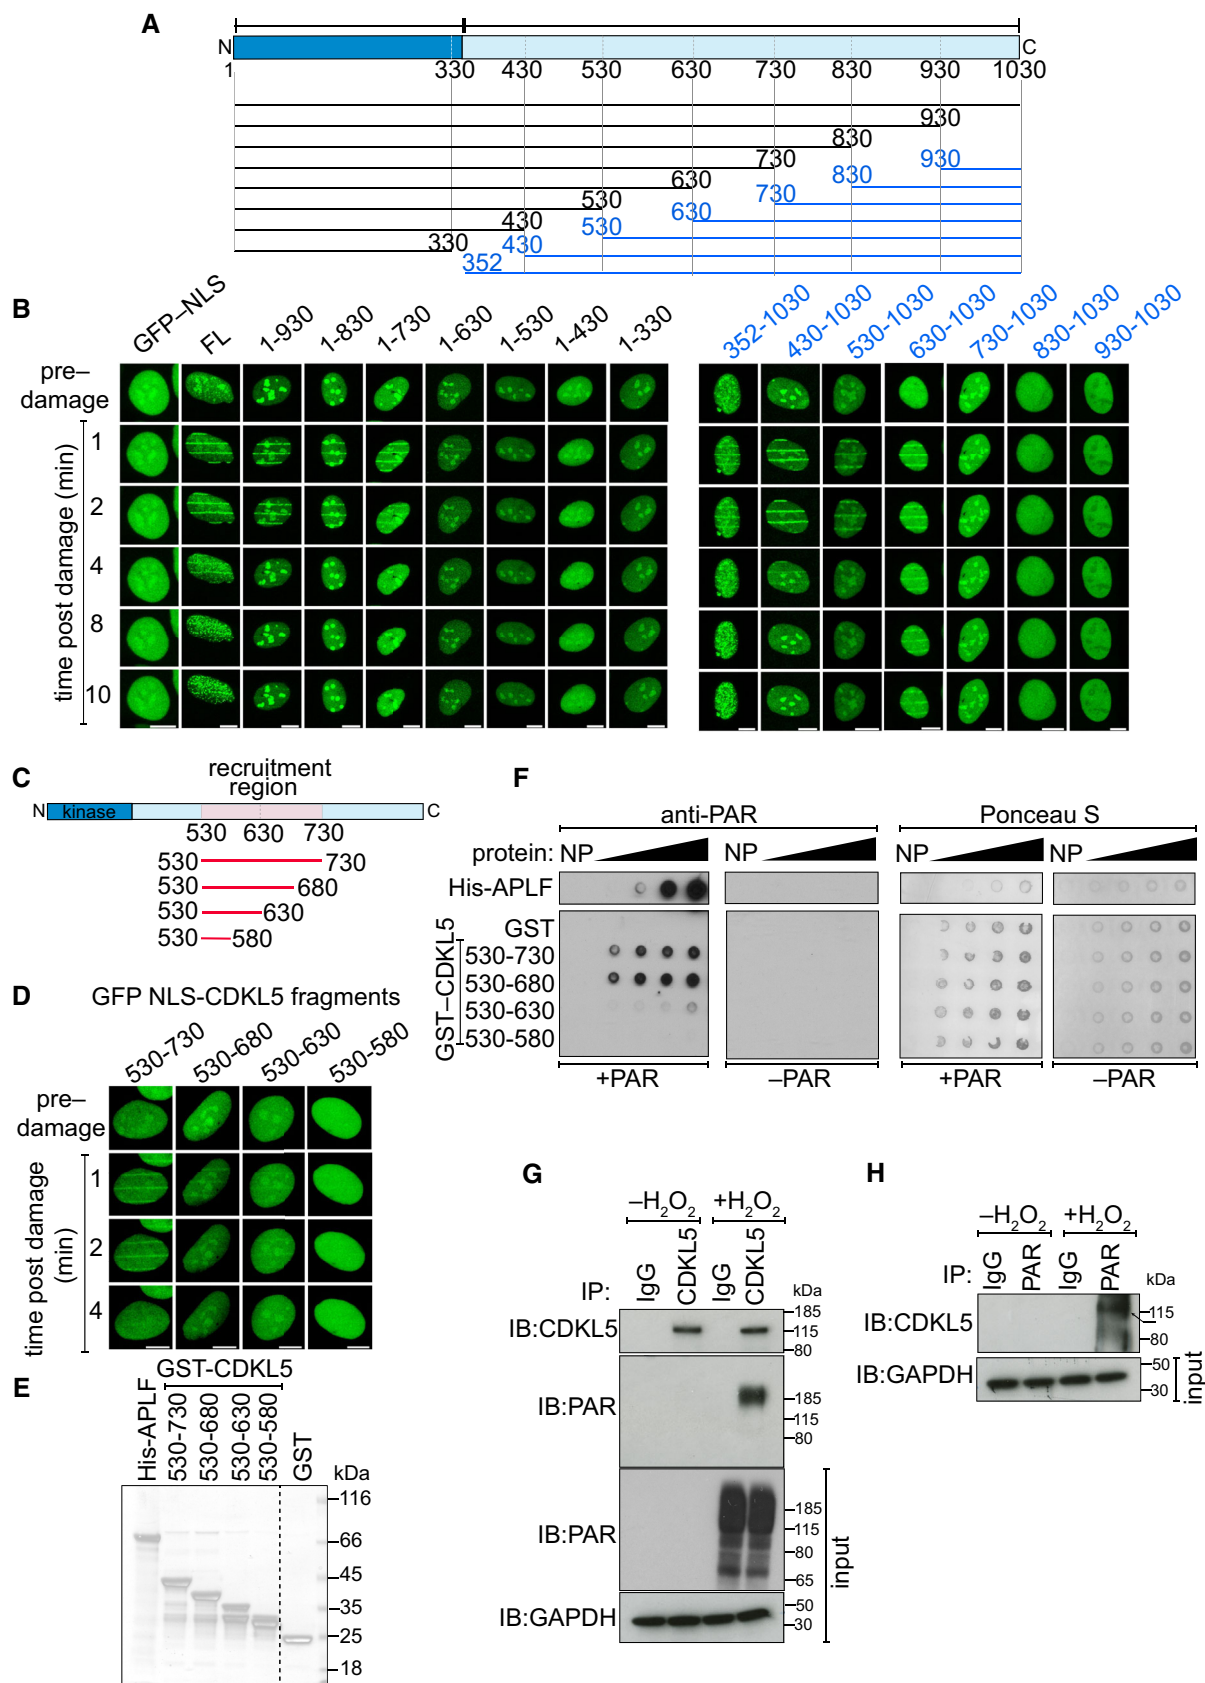 A
N
C
1
330
430
530
630
730
830
930
1030
930
830
730
930
630
830
530
730
430
630
330
530
430
352
B
GFP–NLS
FL
1-930
1-830
1-730
1-630
1-530
1-430
1-330
352-1030
430-1030
530-1030
630-1030
730-1030
830-1030
930-1030
pre–
damage
time post damage (min)
1
2
4
8
10
C
recruitment
region
N
kinase
C
530
630
730
530
730
530
680
530
630
530
580
D
GFP NLS-CDKL5 fragments
530-730
530-680
530-630
530-580
pre–
damage
time post damage
(min)
1
2
4
E
GST-CDKL5
His-APLF
530-730
530-680
530-630
530-580
GST
kDa
116
66
45
35
25
18
F
anti-PAR
Ponceau S
protein:
NP
NP
NP
NP
His-APLF
GST
GST–CDKL5
530-730
530-680
530-630
530-580
+PAR
–PAR
+PAR
–PAR
G
–H2O2
+H2O2
IP:
IgG
CDKL5
IgG
CDKL5
kDa
IB:CDKL5
185
115
80
IB:PAR
185
115
80
IB:PAR
185
115
80
65
IB:GAPDH
50
30
input
H
–H2O2
+H2O2
IP:
IgG
PAR
IgG
PAR
kDa
IB:CDKL5
115
80
IB:GAPDH
50
30
input